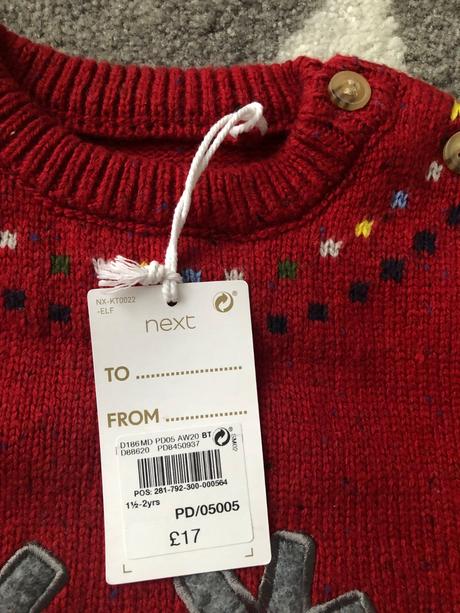 NX-KT0022
-ELF
next
TO
FROM
D186MD PD05 AW20 BT
D88620 PD8450937
POS: 281-792-300-000564
1½-2yrs
PD/05005
£17